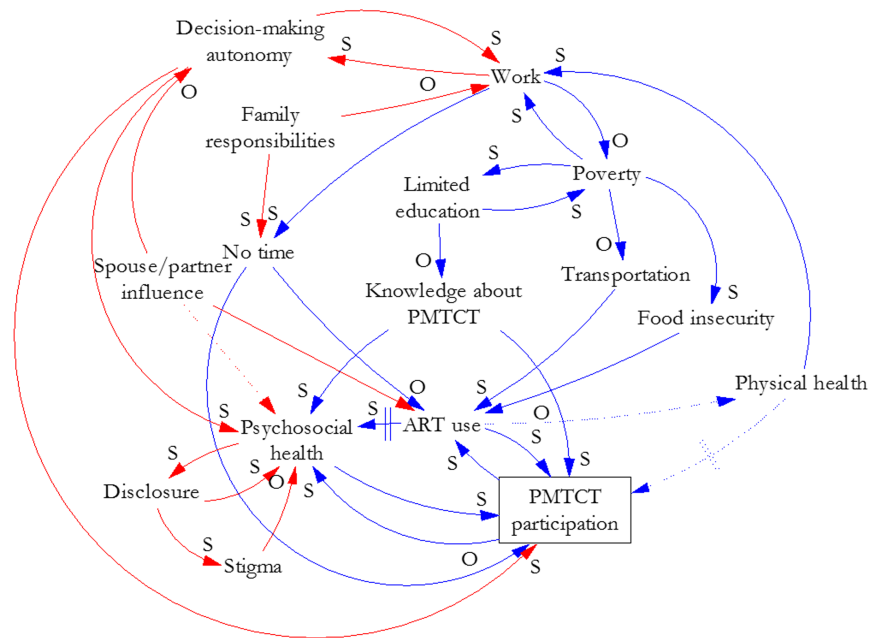 Decision-making
autonomy
S
S
S
O
Work
S
O
Family
responsibilities
O
S
S
Poverty
Limited
education
S
S
S
No time
O
O
Transportation
S
Spouse/partner
influence
Knowledge about
PMTCT
Food insecurity
Physical health
S
S
O
S
O
S
Psychosocial
health
ART use
S
S
S
S
S
O
S
Disclosure
S
PMTCT
participation
S
Stigma
O
S